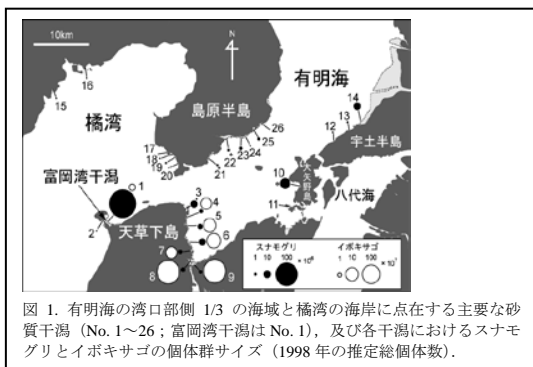 10km
N
有明海
島原半島
橘湾
富岡湾干潟
天草下島
大矢野島
宇土半島
八代海
1
2
3
4
5
6
7
8
9
10
11
12
13
14
15
16
17
18
19
20
21
22
23
24
25
26
スナモグリ
1 10 100
イボキサゴ
1 10 100
図 1. 有明海の湾口部側 1/3 の海域と橘湾の海岸に点在する主要な砂
質干潟（No. 1～26；富岡湾干潟は No. 1），及び各干潟におけるスナモ
グリとイボキサゴの個体群サイズ（1998 年の推定総個体数）．